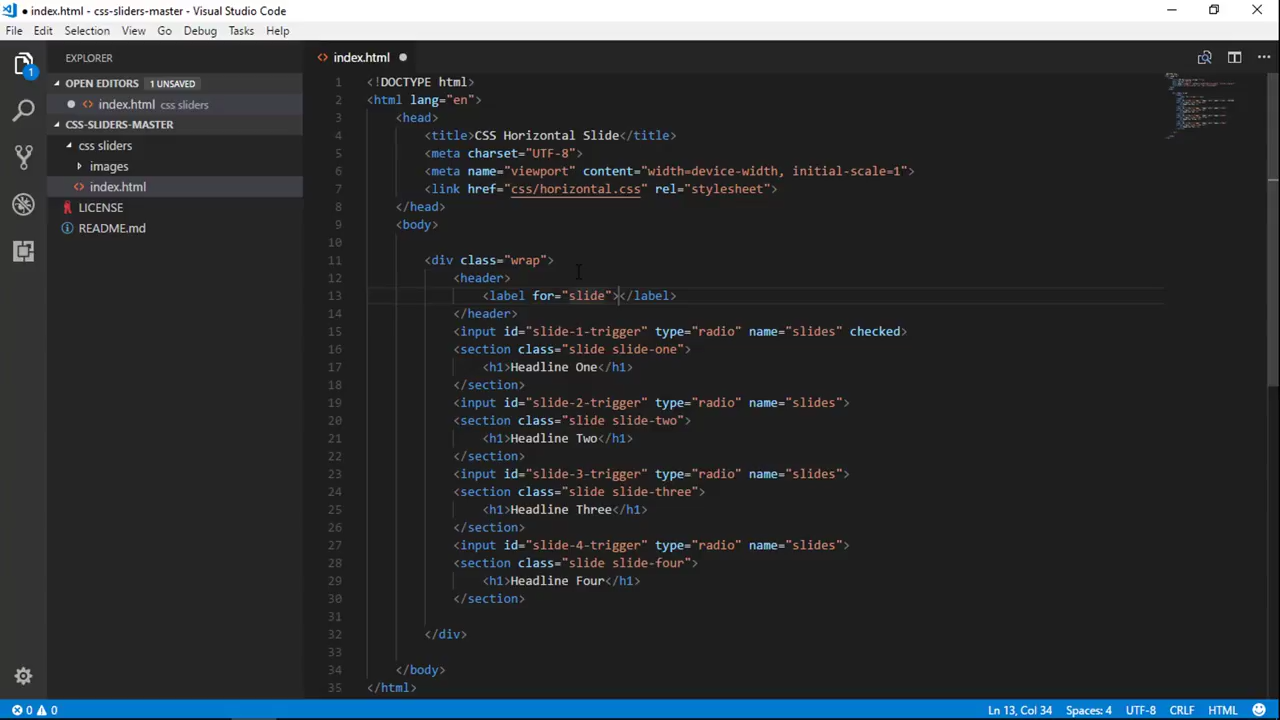 ● index.html - css-sliders-master - Visual Studio Code
File Edit Selection View Go Debug Tasks Help
EXPLORER
OPEN EDITORS 1 UNSAVED
index.html css sliders
CSS-SLIDERS-MASTER
css sliders
images
index.html
LICENSE
README.md
1
index.html
1 <!DOCTYPE html>
2 <html lang="en">
3 <head>
4 <title>CSS Horizontal Slide</title>
5 <meta charset="UTF-8">
6 <meta name="viewport" content="width=device-width, initial-scale=1">
7 <link href="css/horizontal.css" rel="stylesheet">
8 </head>
9 <body>
10
11 <div class="wrap">
12 <header>
13 <label for="slide"></label>
14 </header>
15 <input id="slide-1-trigger" type="radio" name="slides" checked>
16 <section class="slide slide-one">
17 <h1>Headline One</h1>
18 </section>
19 <input id="slide-2-trigger" type="radio" name="slides">
20 <section class="slide slide-two">
21 <h1>Headline Two</h1>
22 </section>
23 <input id="slide-3-trigger" type="radio" name="slides">
24 <section class="slide slide-three">
25 <h1>Headline Three</h1>
26 </section>
27 <input id="slide-4-trigger" type="radio" name="slides">
28 <section class="slide slide-four">
29 <h1>Headline Four</h1>
30 </section>
31
32 </div>
33
34 </body>
35 </html>
0 0 Ln 13, Col 34 Spaces: 4 UTF-8 CRLF HTML